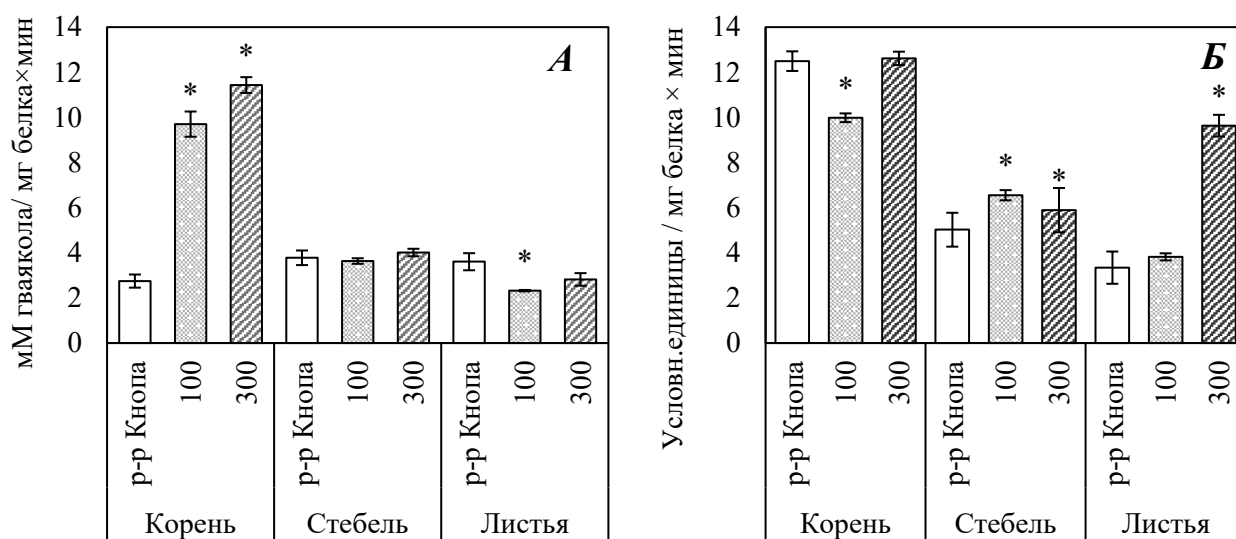 мМ гваякола/ мг белка×мин
14
12
10
8
6
4
2
0
А
*
*
*
р-р Кнопа
100
300
р-р Кнопа
100
300
р-р Кнопа
100
300
Корень
Стебель
Листья
Условн.единицы / мг белка × мин
14
12
10
8
6
4
2
0
Б
*
*
*
*
р-р Кнопа
100
300
р-р Кнопа
100
300
р-р Кнопа
100
300
Корень
Стебель
Листья